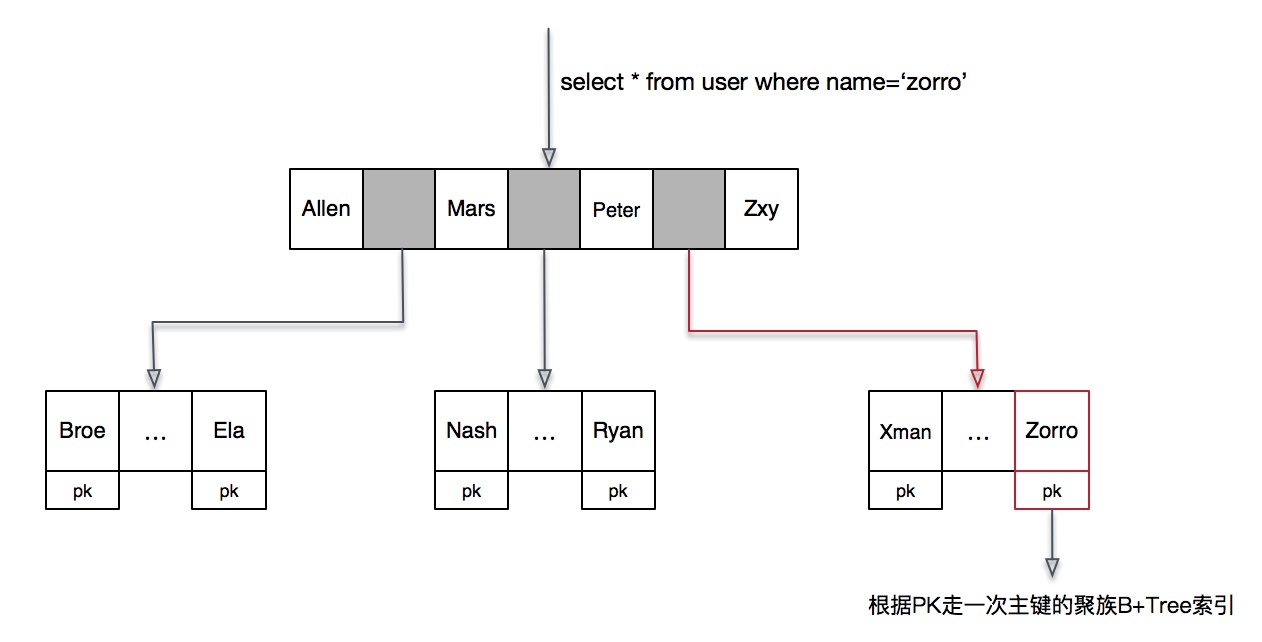 select * from user where name=‘zorro’
Allen Mars Peter Zxy
Broe ... Ela Nash ... Ryan Xman ... Zorro
pk pk pk pk pk pk
根据PK走一次主键的聚族B+Tree索引